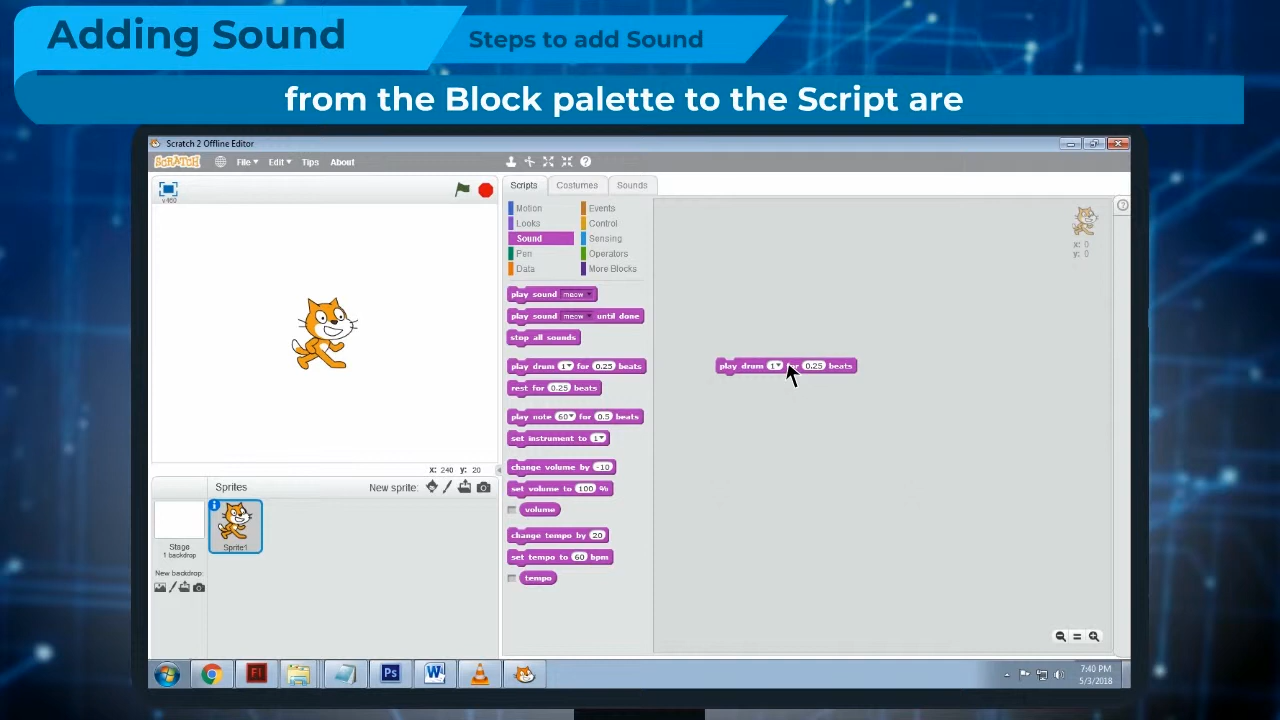 Adding Sound
Steps to add Sound
from the Block palette to the Script are
Scratch 2 Offline Editor
SCRATCH File Edit Tips About
v460
Scripts Costumes Sounds
Motion Events
Looks Control
Sound Sensing
Pen Operators
Data More Blocks
play sound meow
play sound meow until done
stop all sounds
play drum 1 for 0.25 beats
rest for 0.25 beats
play note 60 for 0.5 beats
set instrument to 1
change volume by -10
set volume to 100 %
volume
change tempo by 20
set tempo to 60 bpm
tempo
play drum 1 for 0.25 beats
x: 0
y: 0
x: 240 y: 20
Sprites New sprite:
Stage
1 backdrop
New backdrop:
Sprite1
7:40 PM
5/3/2018